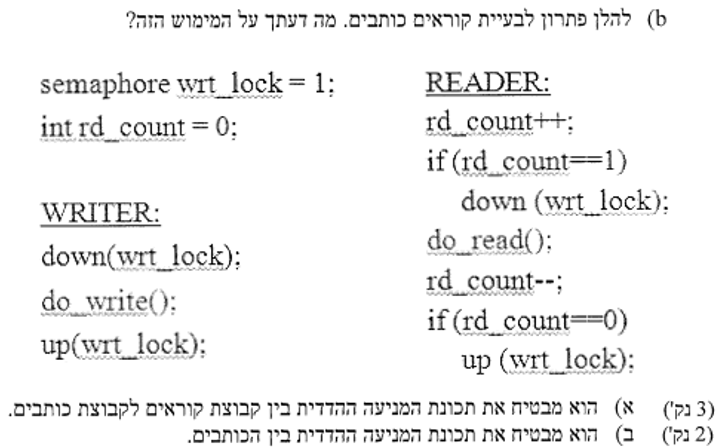 b) להלן פתרון לבעיית קוראים כותבים. מה דעתך על המימוש הזה?
semaphore wrt_lock = 1;
int rd_count = 0;
WRITER:
down(wrt_lock);
do_write();
up(wrt_lock);
READER:
rd_count++;
if (rd_count==1)
down (wrt_lock);
do_read();
rd_count--;
if (rd_count==0)
up (wrt_lock);
(3 נק') א) הוא מבטיח את תכונת המניעה ההדדית בין קבוצת קוראים לקבוצת כותבים.
(2 נק') ב) הוא מבטיח את תכונת המניעה ההדדית בין הכותבים.